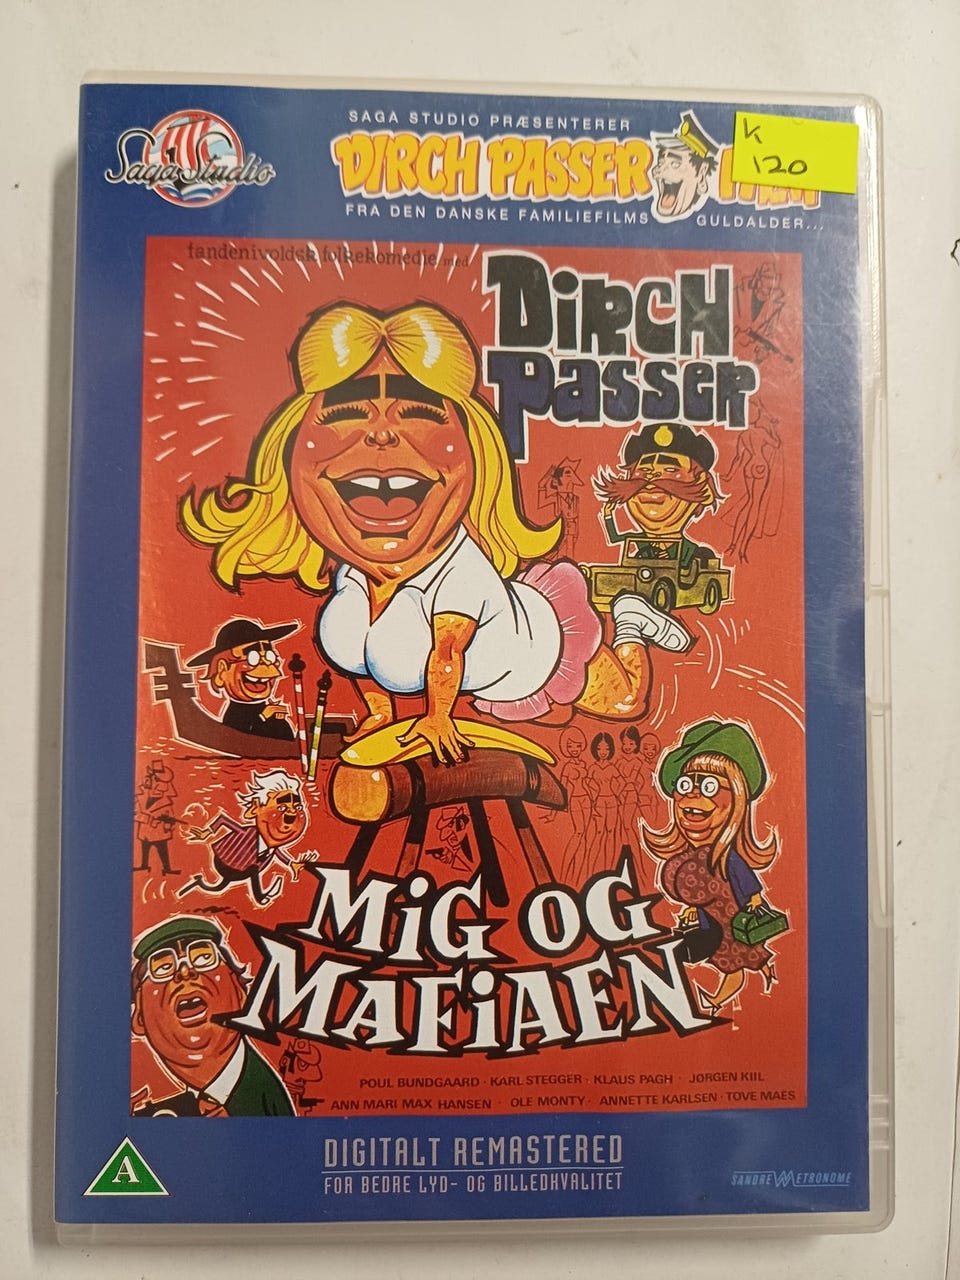 Saga Studio
SAGA STUDIO PRÆSENTERER
DIRCH PASSER
K
120
FRA DEN DANSKE FAMILIEFILMS GULDALDER...
fandenivoldsk folkekomedie med
DiRCH
Passer
MiG OG
MAFiAEN
POUL BUNDGAARD · KARL STEGGER · KLAUS PAGH · JØRGEN KIIL
ANN MARI MAX HANSEN · OLE MONTY · ANNETTE KARLSEN · TOVE MAËS
A
DIGITALT REMASTERED
FOR BEDRE LYD- OG BILLEDKVALITET
SANDREW METRONOME